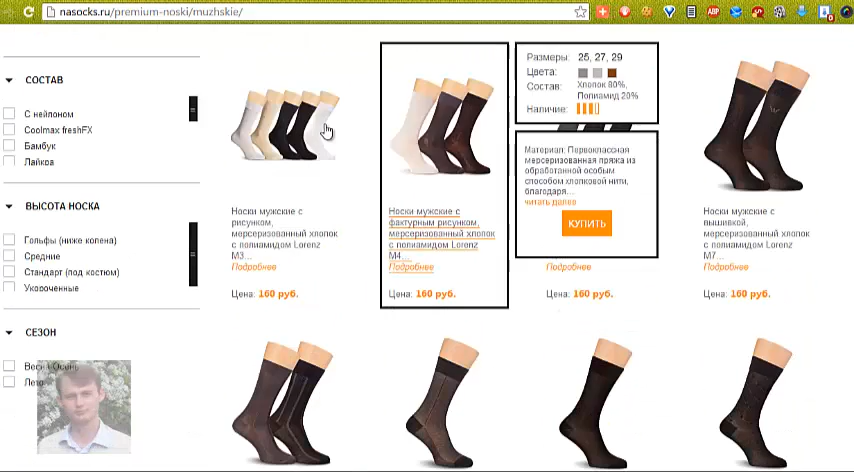 nasocks.ru/premium-noski/muzhskie/
СОСТАВ
С нейлоном
Coolmax freshFX
Бамбук
Лайкра
ВЫСОТА НОСКА
Гольфы (ниже колена)
Средние
Стандарт (под костюм)
Укороченные
СЕЗОН
Весна-Осень
Лето
Носки мужские с
рисунком,
мерсеризованный хлопок
с полиамидом Lorenz
М3...
Подробнее
Цена: 160 руб.
Носки мужские с
фактурным рисунком,
мерсеризованный хлопок
с полиамидом Lorenz
М4...
Подробнее
Цена: 160 руб.
Размеры: 25, 27, 29
Цвета:
Состав: Хлопок 80%,
Полиамид 20%
Наличие:
Материал: Первоклассная
мерсеризованная пряжа из
обработанной особым
способом хлопковой нити,
благодаря...
читать далее
КУПИТЬ
Подробнее
Цена: 160 руб.
Носки мужские с
вышивкой,
мерсеризованный хлопок
с полиамидом Lorenz
М7...
Подробнее
Цена: 160 руб.
ABP